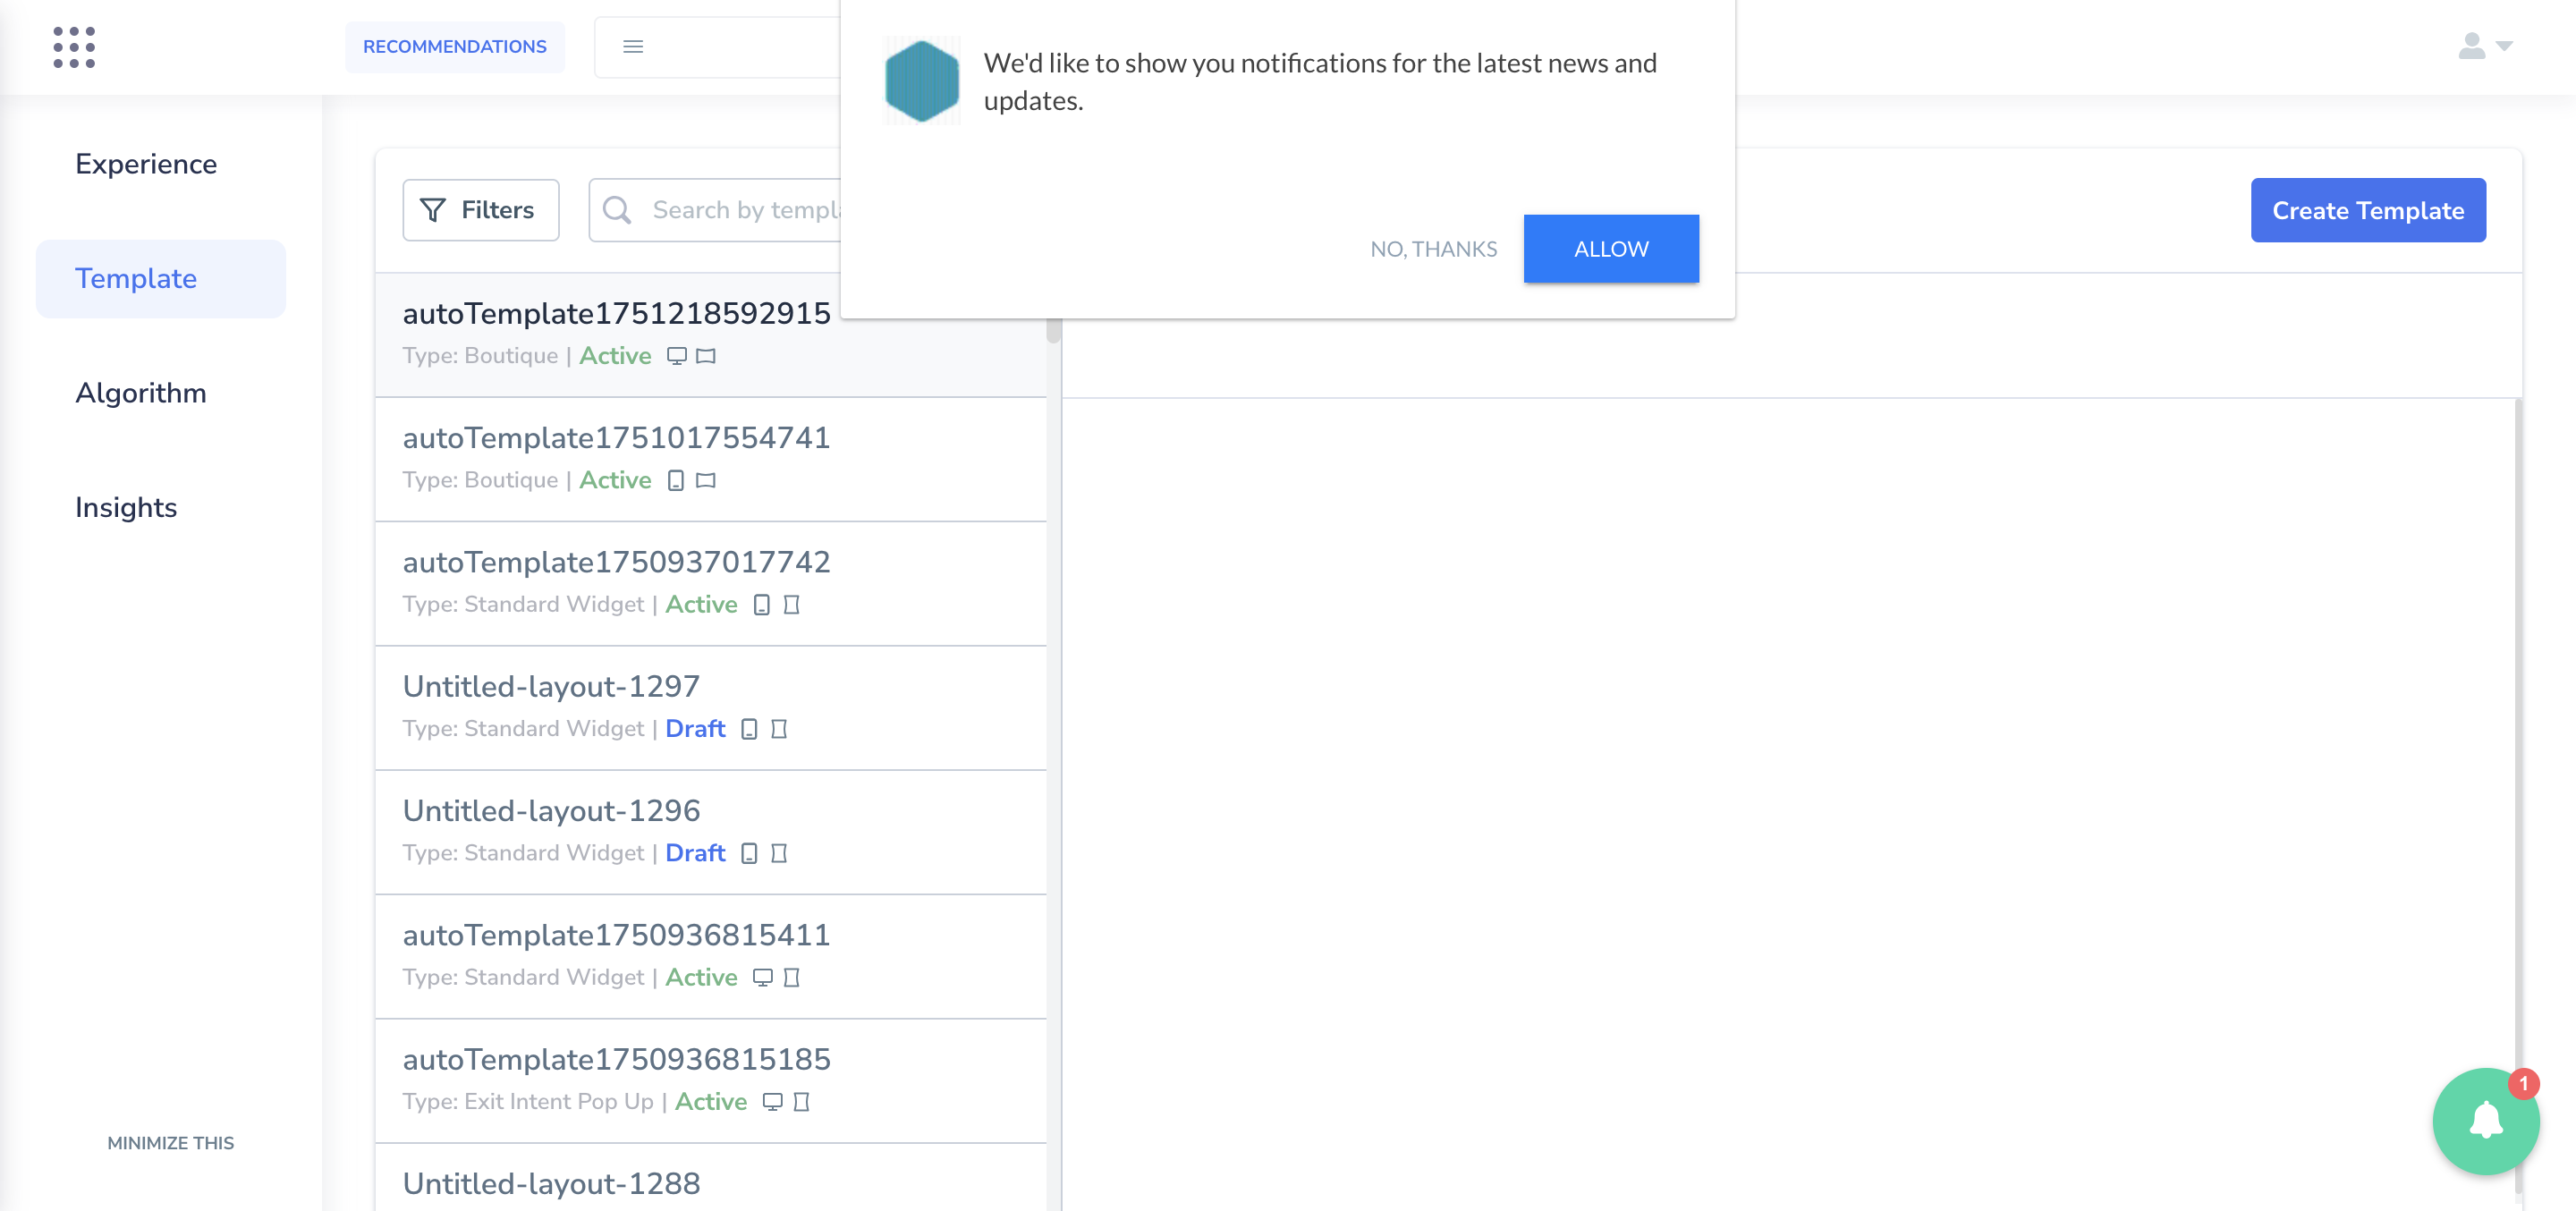 RECOMMENDATIONS
We'd like to show you notifications for the latest news and
updates.
NO, THANKS
ALLOW
Experience
Template
Algorithm
Insights
MINIMIZE THIS
Filters
Search by templ
Create Template
autoTemplate1751218592915
Type: Boutique | Active
autoTemplate1751017554741
Type: Boutique | Active
autoTemplate1750937017742
Type: Standard Widget | Active
Untitled-layout-1297
Type: Standard Widget | Draft
Untitled-layout-1296
Type: Standard Widget | Draft
autoTemplate1750936815411
Type: Standard Widget | Active
autoTemplate1750936815185
Type: Exit Intent Pop Up | Active
Untitled-layout-1288
1